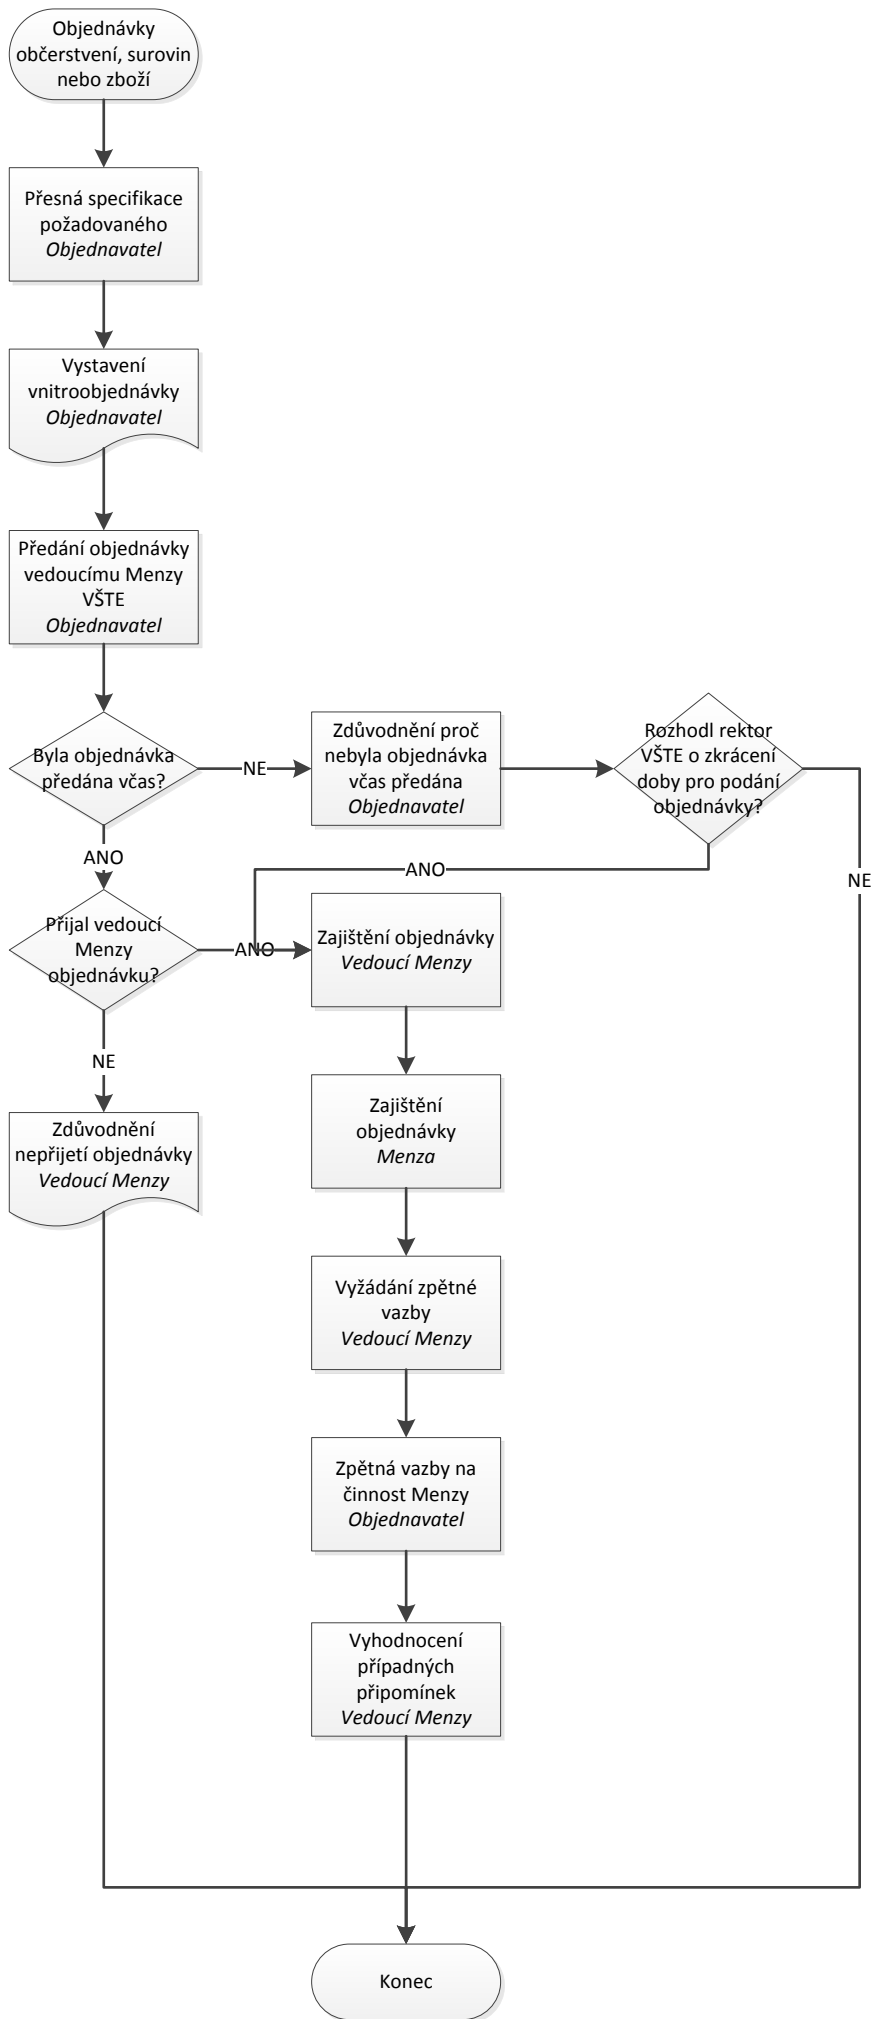 Objednávky
občerstvení, surovin
nebo zboží
Přesná specifikace
požadovaného
Objednavatel
Vystavení
vnitroobjednávky
Objednavatel
Předání objednávky
vedoucímu Menzy
VŠTE
Objednavatel
Byla objednávka
předána včas?
NE
Zdůvodnění proč
nebyla objednávka
včas předána
Objednavatel
Rozhodl rektor
VŠTE o zkrácení
doby pro podání
objednávky?
ANO
ANO
NE
Přijal vedoucí
Menzy
objednávku?
ANO
Zajištění objednávky
Vedoucí Menzy
NE
Zdůvodnění
nepřijetí objednávky
Vedoucí Menzy
Zajištění
objednávky
Menza
Vyžádání zpětné
vazby
Vedoucí Menzy
Zpětná vazby na
činnost Menzy
Objednavatel
Vyhodnocení
případných
připomínek
Vedoucí Menzy
Konec